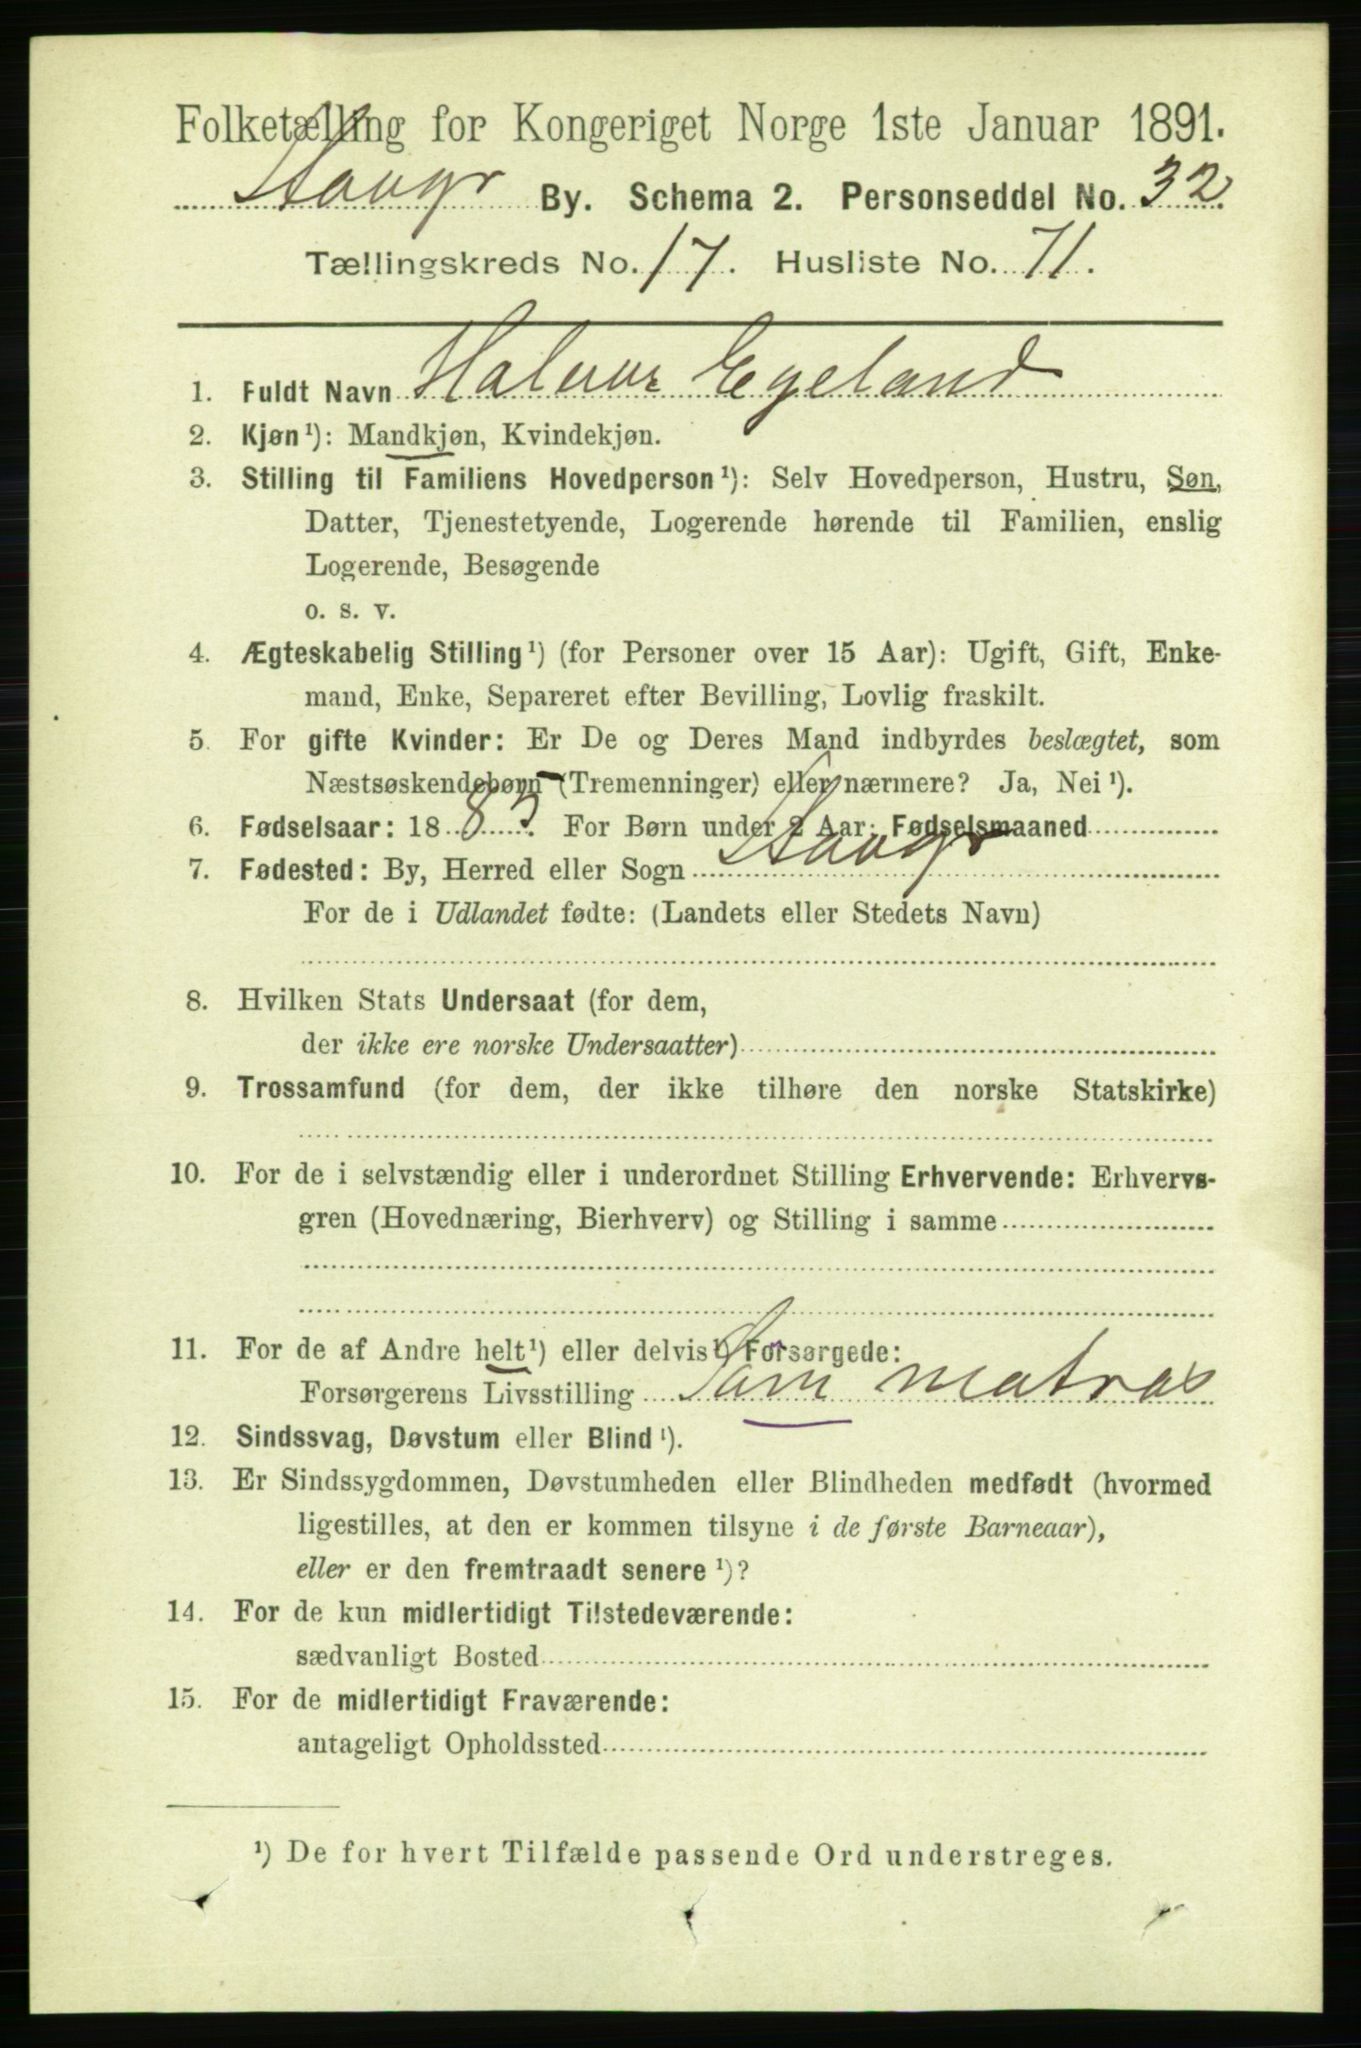 Folketælling for Kongeriget Norge 1ste Januar 1891.
Stavgr By. Schema 2. Personseddel No. 32
Tællingskreds No. 17. Husliste No. 71.
1. Fuldt Navn Halvor Egeland
2. Kjøn¹): Mandkjøn, Kvindekjøn.
3. Stilling til Familiens Hovedperson¹): Selv Hovedperson, Hustru, Søn,
Datter, Tjenestetyende, Logerende hørende til Familien, enslig
Logerende, Besøgende
o. s. v.
4. Ægteskabelig Stilling¹) (for Personer over 15 Aar): Ugift, Gift, Enke-
mand, Enke, Separeret efter Bevilling, Lovlig fraskilt.
5. For gifte Kvinder: Er De og Deres Mand indbyrdes beslægtet, som
Næstsøskendebørn (Tremenninger) eller nærmere? Ja, Nei¹).
6. Fødselsaar: 1885. For Børn under 2 Aar: Fødselsmaaned
7. Fødested: By, Herred eller Sogn Stavgr
For de i Udlandet fødte: (Landets eller Stedets Navn)
8. Hvilken Stats Undersaat (for dem,
der ikke ere norske Undersaatter)
9. Trossamfund (for dem, der ikke tilhøre den norske Statskirke)
10. For de i selvstændig eller i underordnet Stilling Erhvervende: Erhvervs-
gren (Hovednæring, Bierhverv) og Stilling i samme
11. For de af Andre helt¹) eller delvis¹) Forsørgede:
Forsørgerens Livsstilling matros
12. Sindssvag, Døvstum eller Blind¹).
13. Er Sindssygdommen, Døvstumheden eller Blindheden medfødt (hvormed
ligestilles, at den er kommen tilsyne i de første Barneaar),
eller er den fremtraadt senere¹)?
14. For de kun midlertidigt Tilstedeværende:
sædvanligt Bosted
15. For de midlertidigt Fraværende:
antageligt Opholdssted
¹) De for hvert Tilfælde passende Ord understreges.